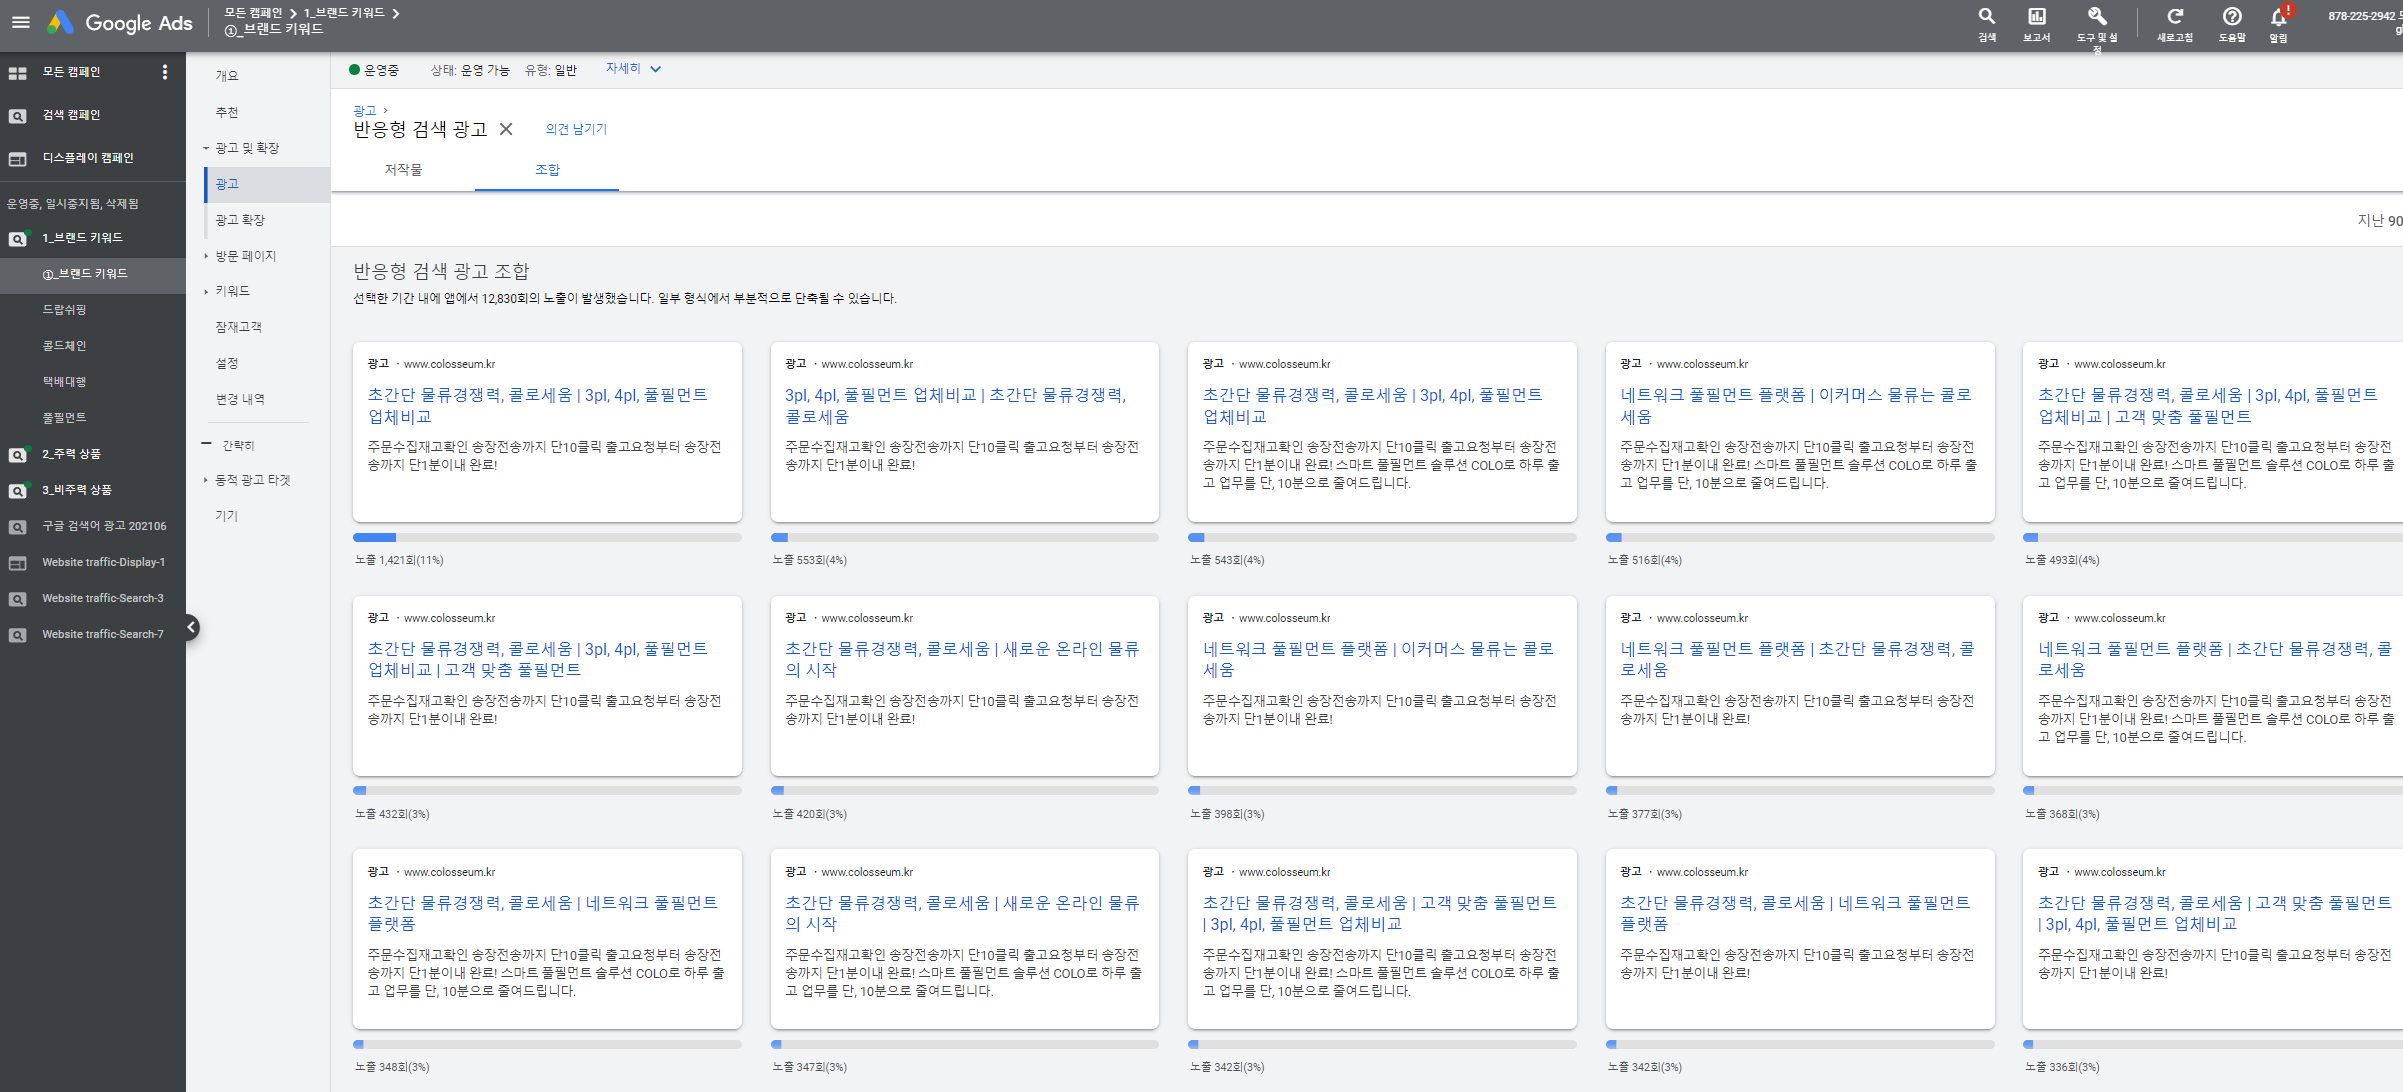 Google Ads
모든 캠페인 > 1_브랜드 키워드 >
①_브랜드 키워드
검색
보고서
도구 및 설
정
새로고침
도움말
알림
878-225-2942
모든 캠페인
검색 캠페인
디스플레이 캠페인
운영중, 일시중지됨, 삭제됨
1_브랜드 키워드
①_브랜드 키워드
드랍쉬핑
콜드체인
택배대행
풀필먼트
2_주력 상품
3_비주력 상품
구글 검색어 광고 202106
Website traffic-Display-1
Website traffic-Search-3
Website traffic-Search-7
개요
추천
광고 및 확장
광고
광고 확장
방문 페이지
키워드
잠재고객
설정
변경 내역
간략히
동적 광고 타겟
기기
운영중 상태: 운영 가능 유형: 일반 자세히
광고 >
반응형 검색 광고 의견 남기기
저작물 조합
지난 90
반응형 검색 광고 조합
선택한 기간 내에 앱에서 12,830회의 노출이 발생했습니다. 일부 형식에서 부분적으로 단축될 수 있습니다.
광고 · www.colosseum.kr
초간단 물류경쟁력, 콜로세움 | 3pl, 4pl, 풀필먼트
업체비교
주문수집재고확인 송장전송까지 단10클릭 출고요청부터 송장전
송까지 단1분이내 완료!
노출 1,421회(11%)
광고 · www.colosseum.kr
3pl, 4pl, 풀필먼트 업체비교 | 초간단 물류경쟁력,
콜로세움
주문수집재고확인 송장전송까지 단10클릭 출고요청부터 송장전
송까지 단1분이내 완료!
노출 553회(4%)
광고 · www.colosseum.kr
초간단 물류경쟁력, 콜로세움 | 3pl, 4pl, 풀필먼트
업체비교
주문수집재고확인 송장전송까지 단10클릭 출고요청부터 송장전
송까지 단1분이내 완료! 스마트 풀필먼트 솔루션 COLO로 하루 출
고 업무를 단, 10분으로 줄여드립니다.
노출 543회(4%)
광고 · www.colosseum.kr
네트워크 풀필먼트 플랫폼 | 이커머스 물류는 콜로
세움
주문수집재고확인 송장전송까지 단10클릭 출고요청부터 송장전
송까지 단1분이내 완료! 스마트 풀필먼트 솔루션 COLO로 하루 출
고 업무를 단, 10분으로 줄여드립니다.
노출 516회(4%)
광고 · www.colosseum.kr
초간단 물류경쟁력, 콜로세움 | 3pl, 4pl, 풀필먼트
업체비교 | 고객 맞춤 풀필먼트
주문수집재고확인 송장전송까지 단10클릭 출고요청부터 송장전
송까지 단1분이내 완료! 스마트 풀필먼트 솔루션 COLO로 하루 출
고 업무를 단, 10분으로 줄여드립니다.
노출 493회(4%)
광고 · www.colosseum.kr
초간단 물류경쟁력, 콜로세움 | 3pl, 4pl, 풀필먼트
업체비교 | 고객 맞춤 풀필먼트
주문수집재고확인 송장전송까지 단10클릭 출고요청부터 송장전
송까지 단1분이내 완료!
노출 432회(3%)
광고 · www.colosseum.kr
초간단 물류경쟁력, 콜로세움 | 새로운 온라인 물류
의 시작
주문수집재고확인 송장전송까지 단10클릭 출고요청부터 송장전
송까지 단1분이내 완료!
노출 420회(3%)
광고 · www.colosseum.kr
네트워크 풀필먼트 플랫폼 | 이커머스 물류는 콜로
세움
주문수집재고확인 송장전송까지 단10클릭 출고요청부터 송장전
송까지 단1분이내 완료!
노출 398회(3%)
광고 · www.colosseum.kr
네트워크 풀필먼트 플랫폼 | 초간단 물류경쟁력, 콜
로세움
주문수집재고확인 송장전송까지 단10클릭 출고요청부터 송장전
송까지 단1분이내 완료!
노출 377회(3%)
광고 · www.colosseum.kr
네트워크 풀필먼트 플랫폼 | 초간단 물류경쟁력, 콜
로세움
주문수집재고확인 송장전송까지 단10클릭 출고요청부터 송장전
송까지 단1분이내 완료! 스마트 풀필먼트 솔루션 COLO로 하루 출
고 업무를 단, 10분으로 줄여드립니다.
노출 368회(3%)
광고 · www.colosseum.kr
초간단 물류경쟁력, 콜로세움 | 네트워크 풀필먼트
플랫폼
주문수집재고확인 송장전송까지 단10클릭 출고요청부터 송장전
송까지 단1분이내 완료! 스마트 풀필먼트 솔루션 COLO로 하루 출
고 업무를 단, 10분으로 줄여드립니다.
노출 348회(3%)
광고 · www.colosseum.kr
초간단 물류경쟁력, 콜로세움 | 새로운 온라인 물류
의 시작
주문수집재고확인 송장전송까지 단10클릭 출고요청부터 송장전
송까지 단1분이내 완료! 스마트 풀필먼트 솔루션 COLO로 하루 출
고 업무를 단, 10분으로 줄여드립니다.
노출 347회(3%)
광고 · www.colosseum.kr
초간단 물류경쟁력, 콜로세움 | 고객 맞춤 풀필먼트
| 3pl, 4pl, 풀필먼트 업체비교
주문수집재고확인 송장전송까지 단10클릭 출고요청부터 송장전
송까지 단1분이내 완료! 스마트 풀필먼트 솔루션 COLO로 하루 출
고 업무를 단, 10분으로 줄여드립니다.
노출 342회(3%)
광고 · www.colosseum.kr
초간단 물류경쟁력, 콜로세움 | 네트워크 풀필먼트
플랫폼
주문수집재고확인 송장전송까지 단10클릭 출고요청부터 송장전
송까지 단1분이내 완료!
노출 342회(3%)
광고 · www.colosseum.kr
초간단 물류경쟁력, 콜로세움 | 고객 맞춤 풀필먼트
| 3pl, 4pl, 풀필먼트 업체비교
주문수집재고확인 송장전송까지 단10클릭 출고요청부터 송장전
송까지 단1분이내 완료!
노출 336회(3%)